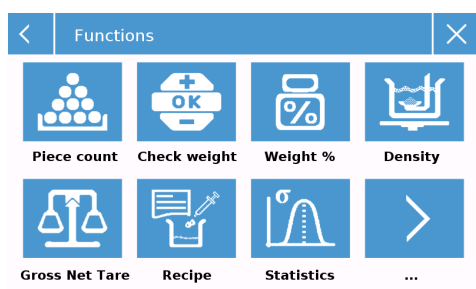 Functions
+
OK
−
%
σ
Piece count Check weight Weight % Density
Gross Net Tare Recipe Statistics ...